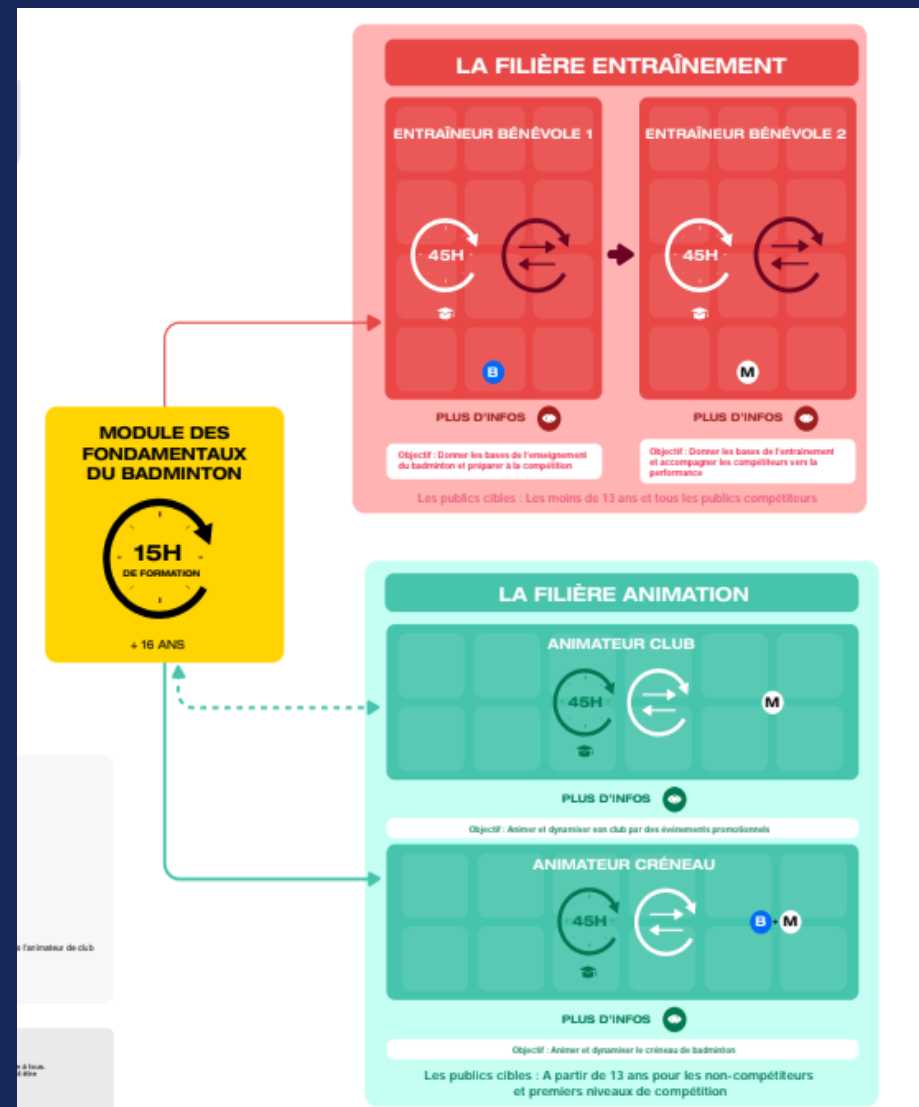 LA FILIÈRE ENTRAÎNEMENT
ENTRAÎNEUR BÉNÉVOLE 1
45H
B
PLUS D'INFOS
Objectif : Donner les bases de l'enseignement
du badminton et préparer à la compétition
ENTRAÎNEUR BÉNÉVOLE 2
45H
M
PLUS D'INFOS
Objectif : Donner les bases de l'entraînement
et accompagner les compétiteurs vers la
performance
Les publics cibles : Les moins de 13 ans et tous les publics compétiteurs
MODULE DES
FONDAMENTAUX
DU BADMINTON
15H
DE FORMATION
+ 16 ANS
LA FILIÈRE ANIMATION
ANIMATEUR CLUB
45H
M
PLUS D'INFOS
Objectif : Animer et dynamiser son club par des événements promotionnels
ANIMATEUR CRÉNEAU
45H
B + M
PLUS D'INFOS
Objectif : Animer et dynamiser le créneau de badminton
Les publics cibles : A partir de 13 ans pour les non-compétiteurs
et premiers niveaux de compétition
s l'animateur de club
à tous.
être